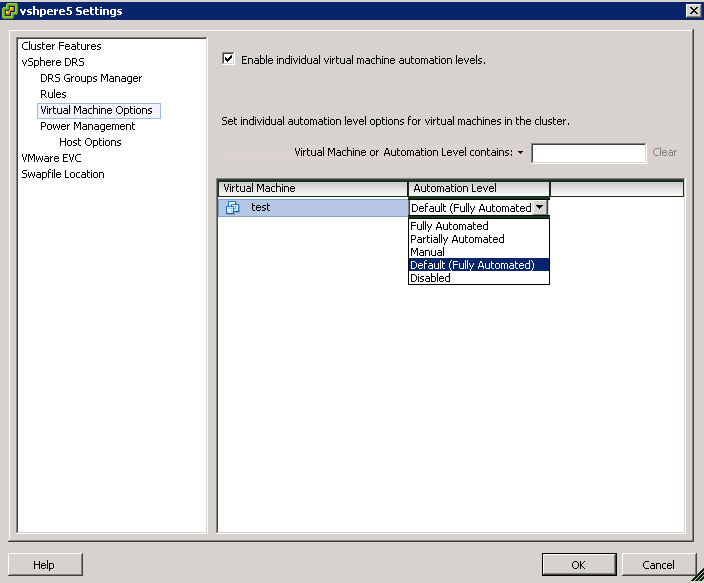 vshpere5 Settings
Cluster Features
vSphere DRS
DRS Groups Manager
Rules
Virtual Machine Options
Power Management
Host Options
VMware EVC
Swapfile Location
Enable individual virtual machine automation levels.
Set individual automation level options for virtual machines in the cluster.
Virtual Machine or Automation Level contains: Clear
Virtual Machine Automation Level
test Default (Fully Automated
Fully Automated
Partially Automated
Manual
Default (Fully Automated)
Disabled
Help OK Cancel